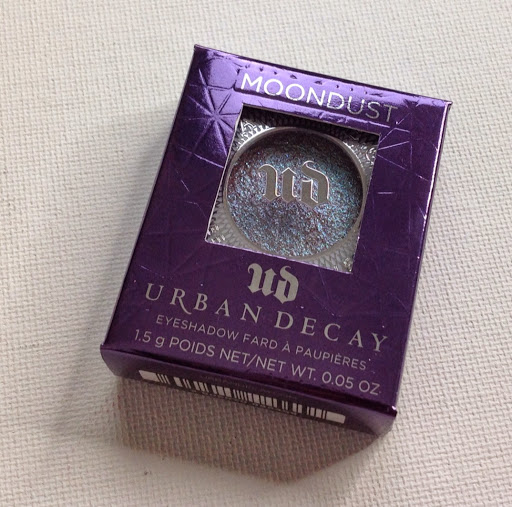 MOONDUST
ud
ud
URBAN DECAY
EYESHADOW FARD À PAUPIÈRES
1.5 g POIDS NET/NET WT. 0.05 OZ.